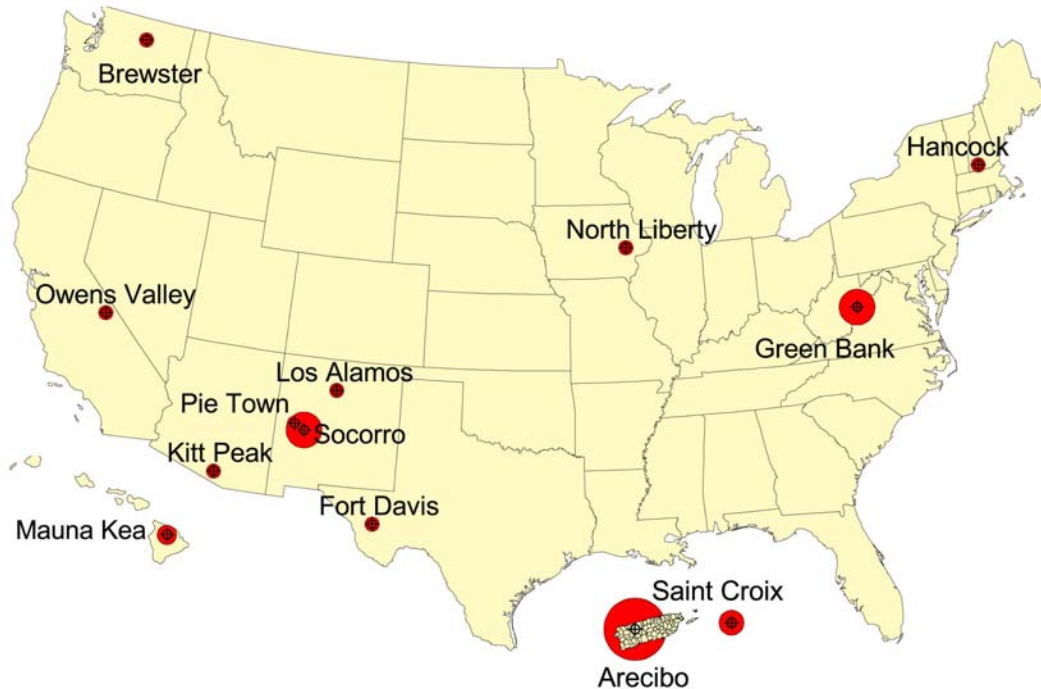 Brewster
Hancock
North Liberty
Owens Valley
Green Bank
Los Alamos
Pie Town
Socorro
Kitt Peak
Fort Davis
Mauna Kea
Saint Croix
Arecibo